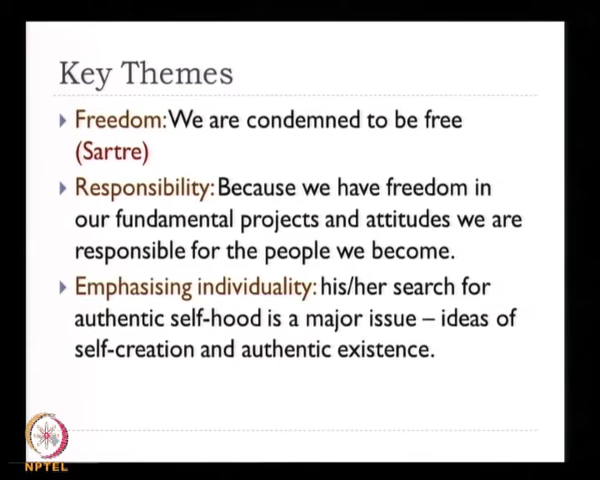 Key Themes
Freedom: We are condemned to be free
(Sartre)
Responsibility: Because we have freedom in
our fundamental projects and attitudes we are
responsible for the people we become.
Emphasising individuality: his/her search for
authentic self-hood is a major issue – ideas of
self-creation and authentic existence.
NPTEL